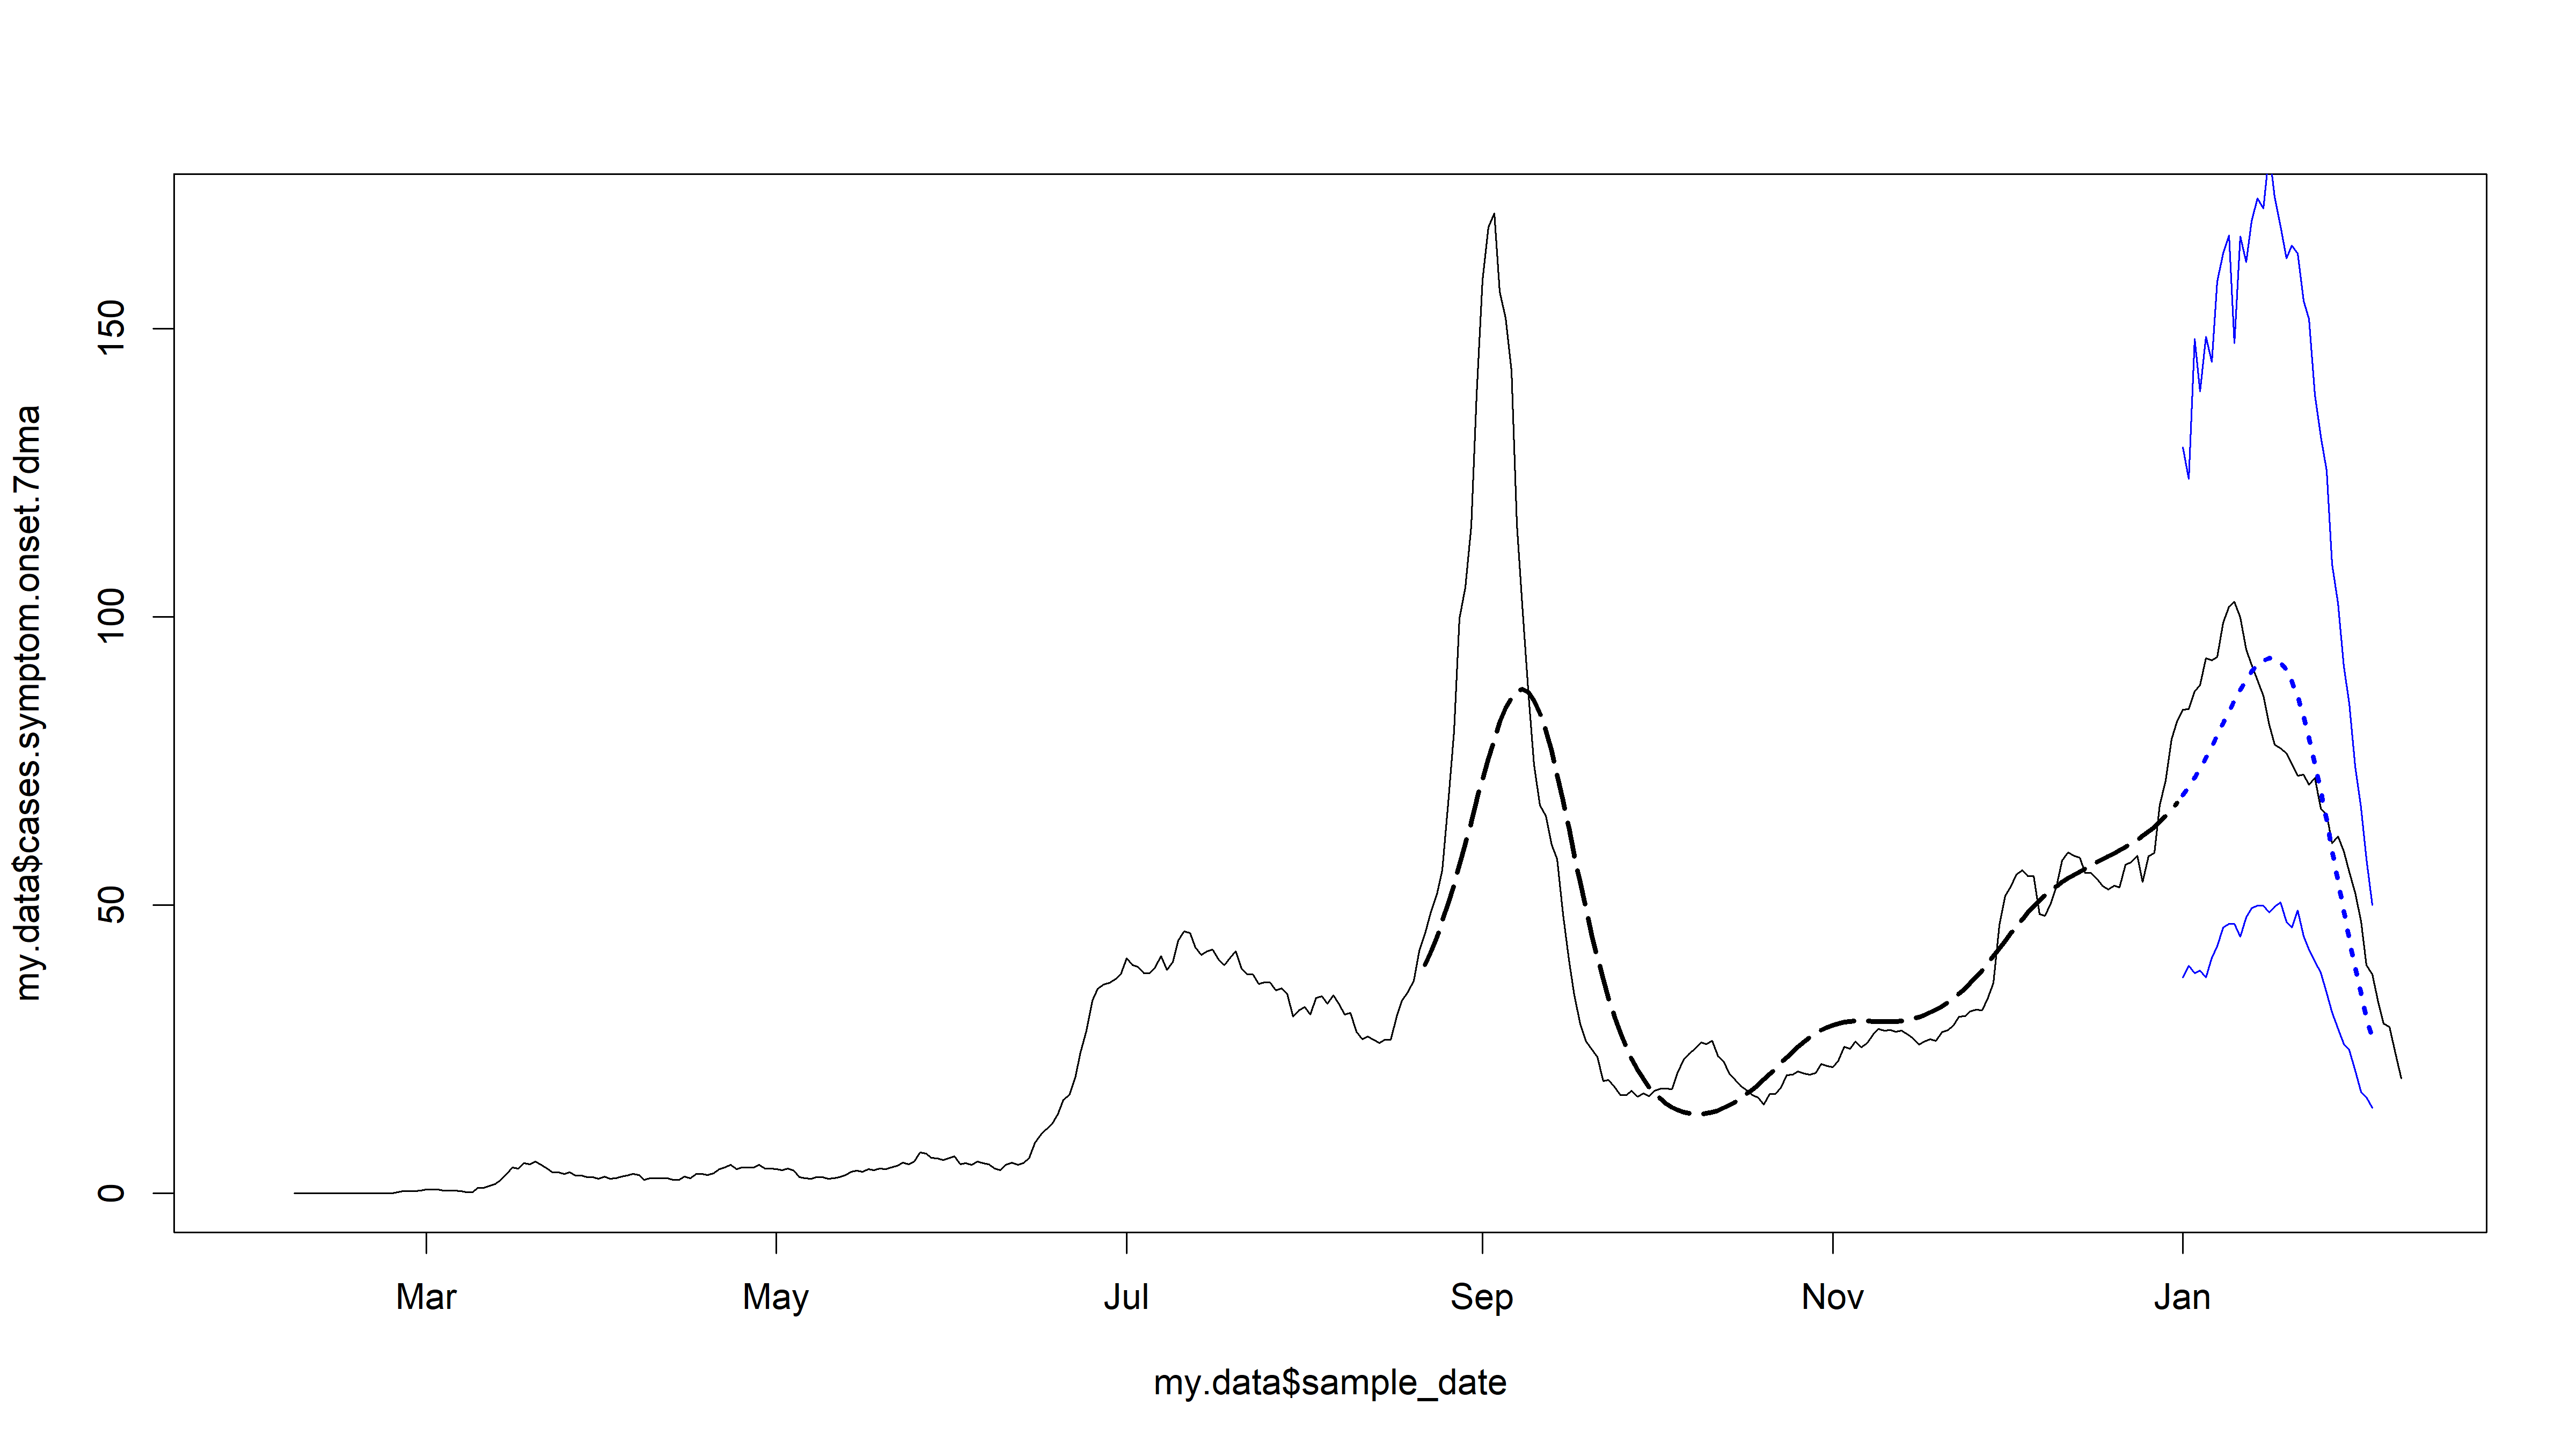 my.data$cases.symptom.onset.7dma
150
100
50
0
Mar May Jul Sep Nov Jan
my.data$sample_date